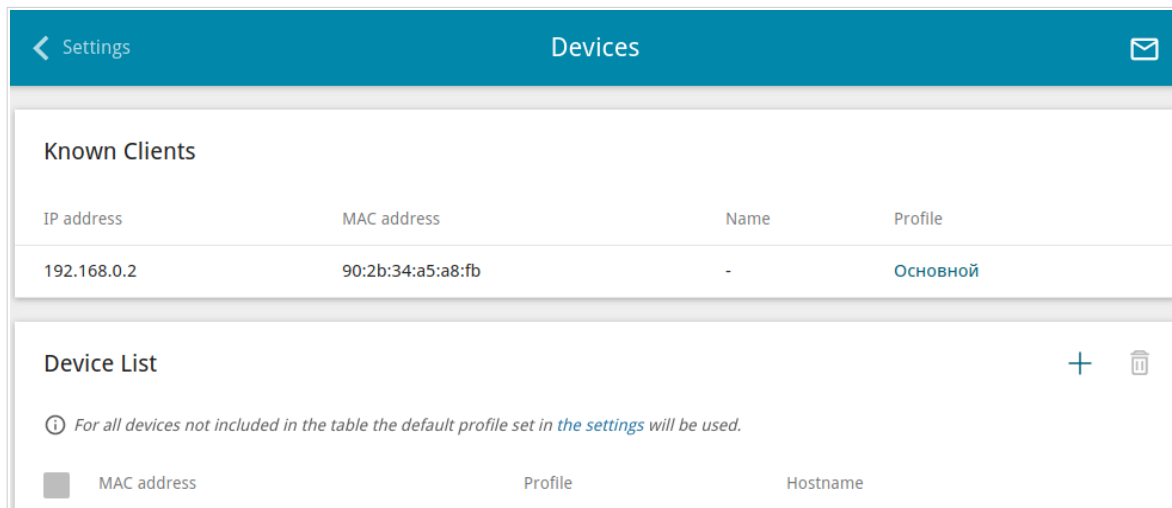 Settings Devices
Known Clients
IP address MAC address Name Profile
192.168.0.2 90:2b:34:a5:a8:fb - Основной
Device List
For all devices not included in the table the default profile set in the settings will be used.
MAC address Profile Hostname